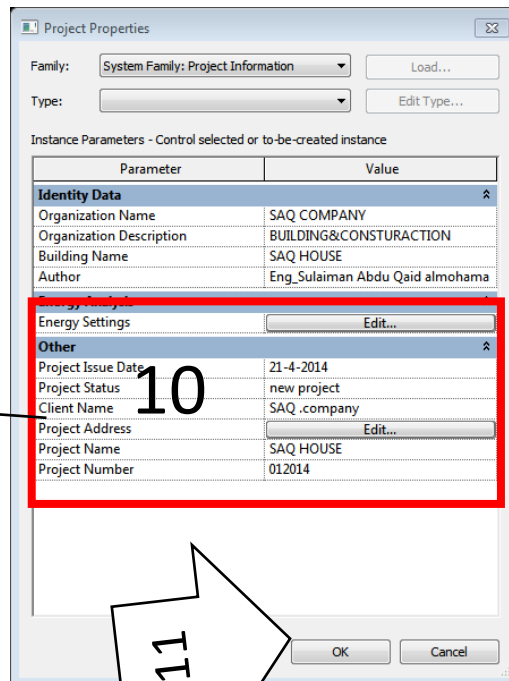 Project Properties
Family: System Family: Project Information Load...
Type: Edit Type...
Instance Parameters - Control selected or to-be-created instance
Parameter Value
Identity Data
Organization Name SAQ COMPANY
Organization Description BUILDING&CONSTURACTION
Building Name SAQ HOUSE
Author Eng_Sulaiman Abdu Qaid almohama
Energy Analysis
Energy Settings Edit...
Other
Project Issue Date 21-4-2014
Project Status new project
10
Client Name SAQ .company
Project Address Edit...
Project Name SAQ HOUSE
Project Number 012014
11
OK Cancel